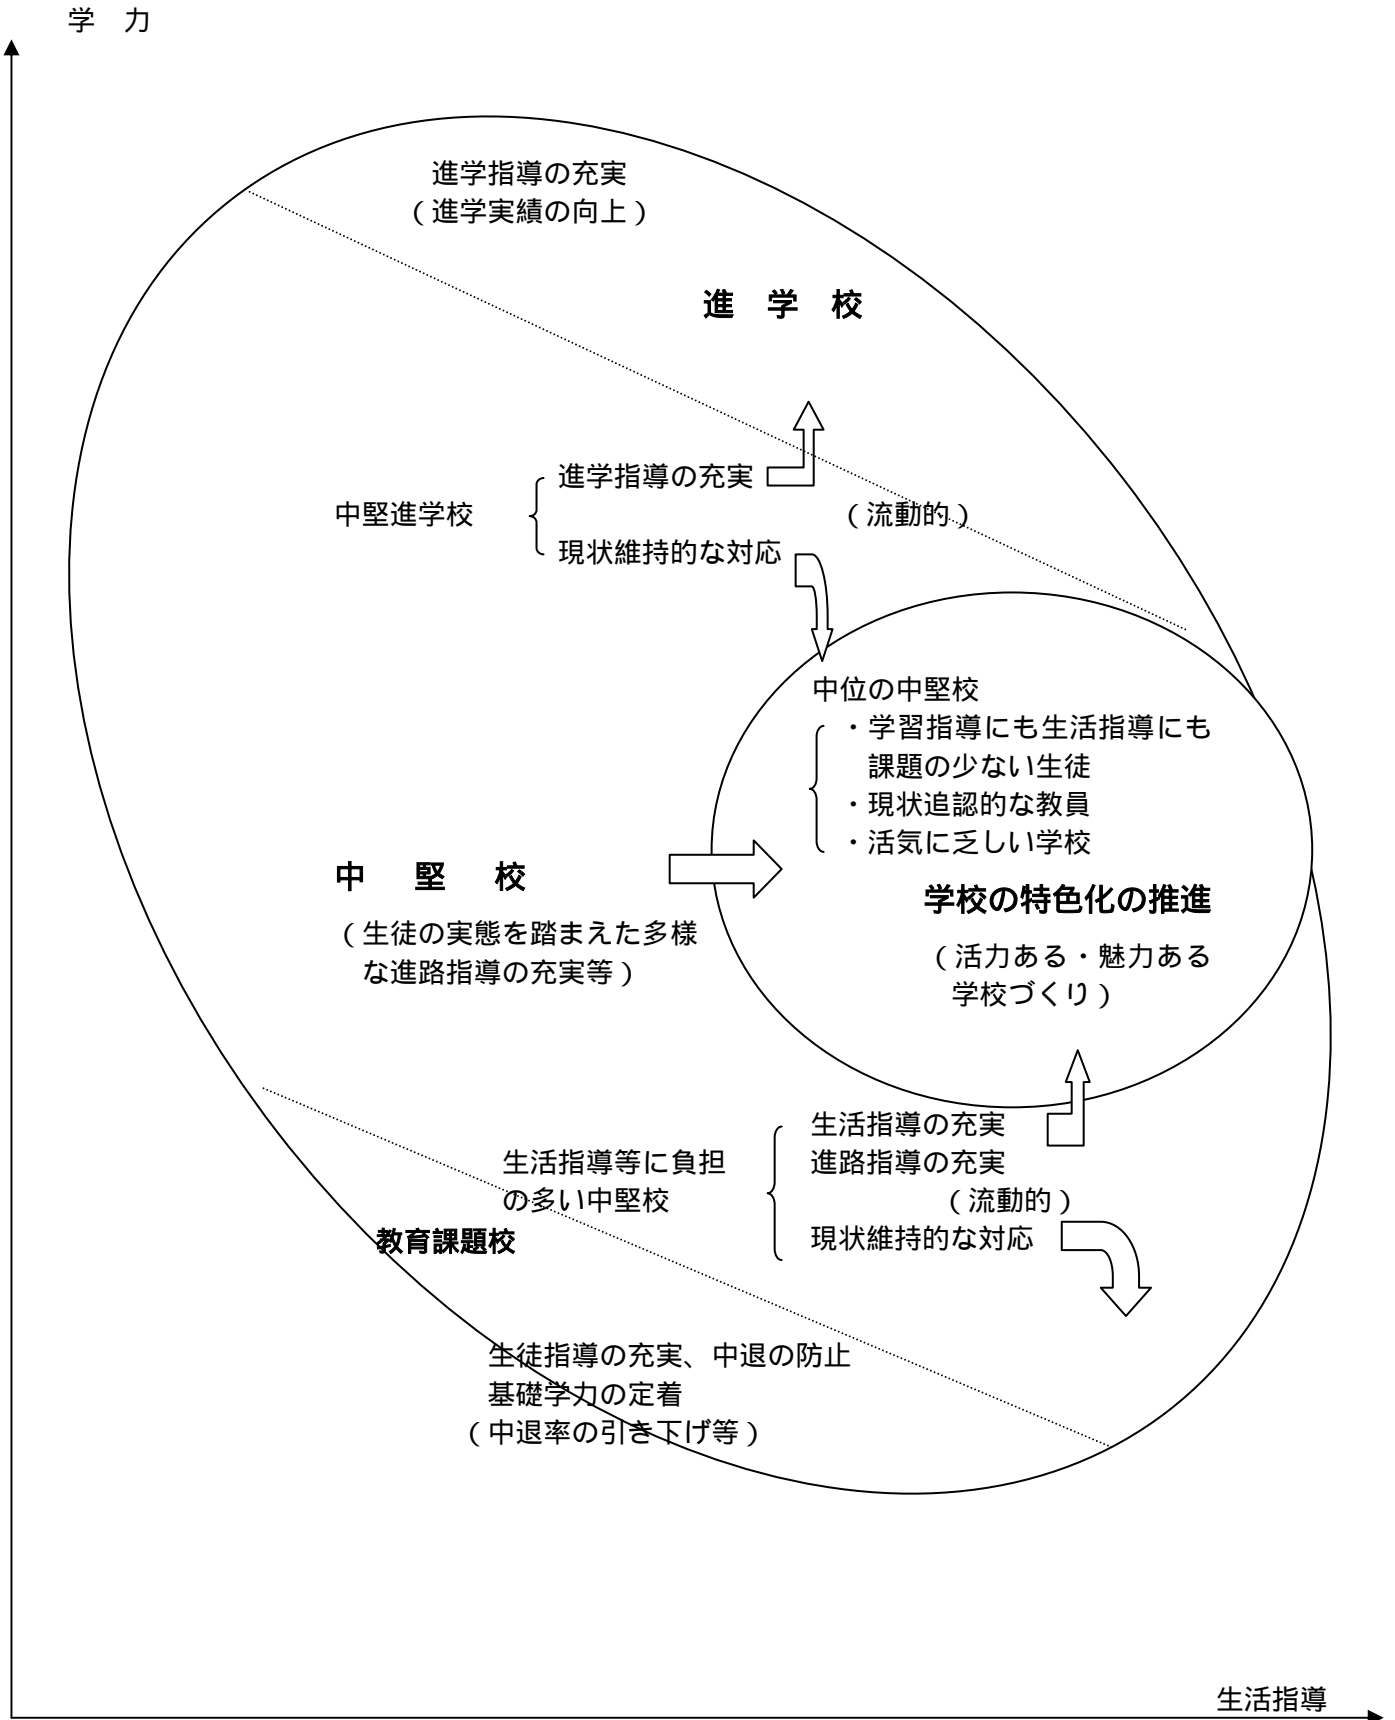 学　力
進学指導の充実
（進学実績の向上）
進　学　校
進学指導の充実
中堅進学校
（流動的）
現状維持的な対応
中位の中堅校
・学習指導にも生活指導にも
課題の少ない生徒
・現状追認的な教員
・活気に乏しい学校
中　堅　校
学校の特色化の推進
（生徒の実態を踏まえた多様
な進路指導の充実等）
（活力ある・魅力ある
学校づくり）
生活指導の充実
生活指導等に負担
の多い中堅校
進路指導の充実
（流動的）
現状維持的な対応
教育課題校
生徒指導の充実、中退の防止
基礎学力の定着
（中退率の引き下げ等）
生活指導